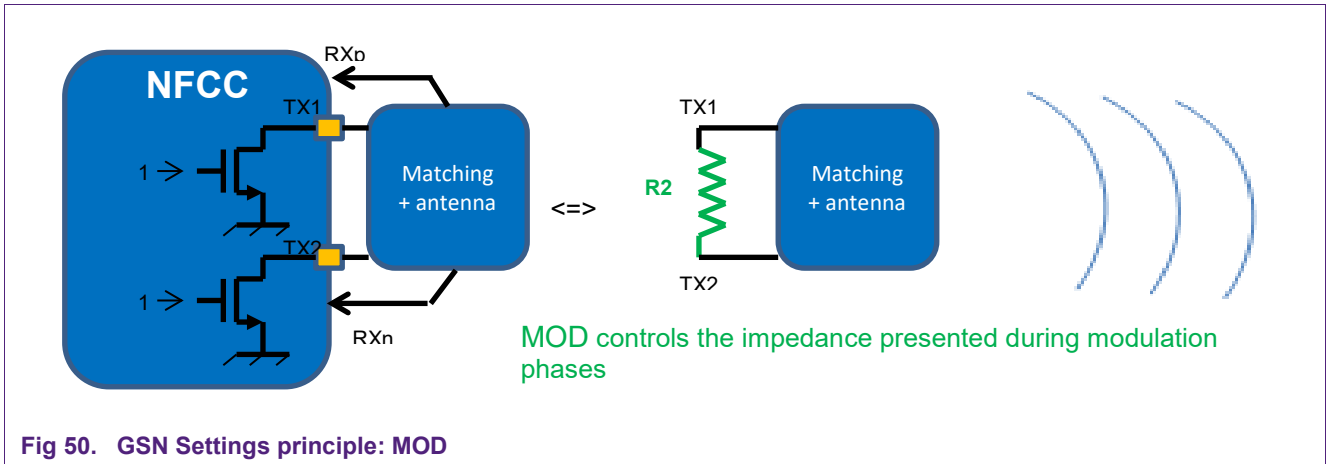 RXp
NFCC
TX1
1
Matching
+ antenna
TX2
1
RXn
<=>
TX1
R2
Matching
+ antenna
TX2
MOD controls the impedance presented during modulation
phases
Fig 50. GSN Settings principle: MOD